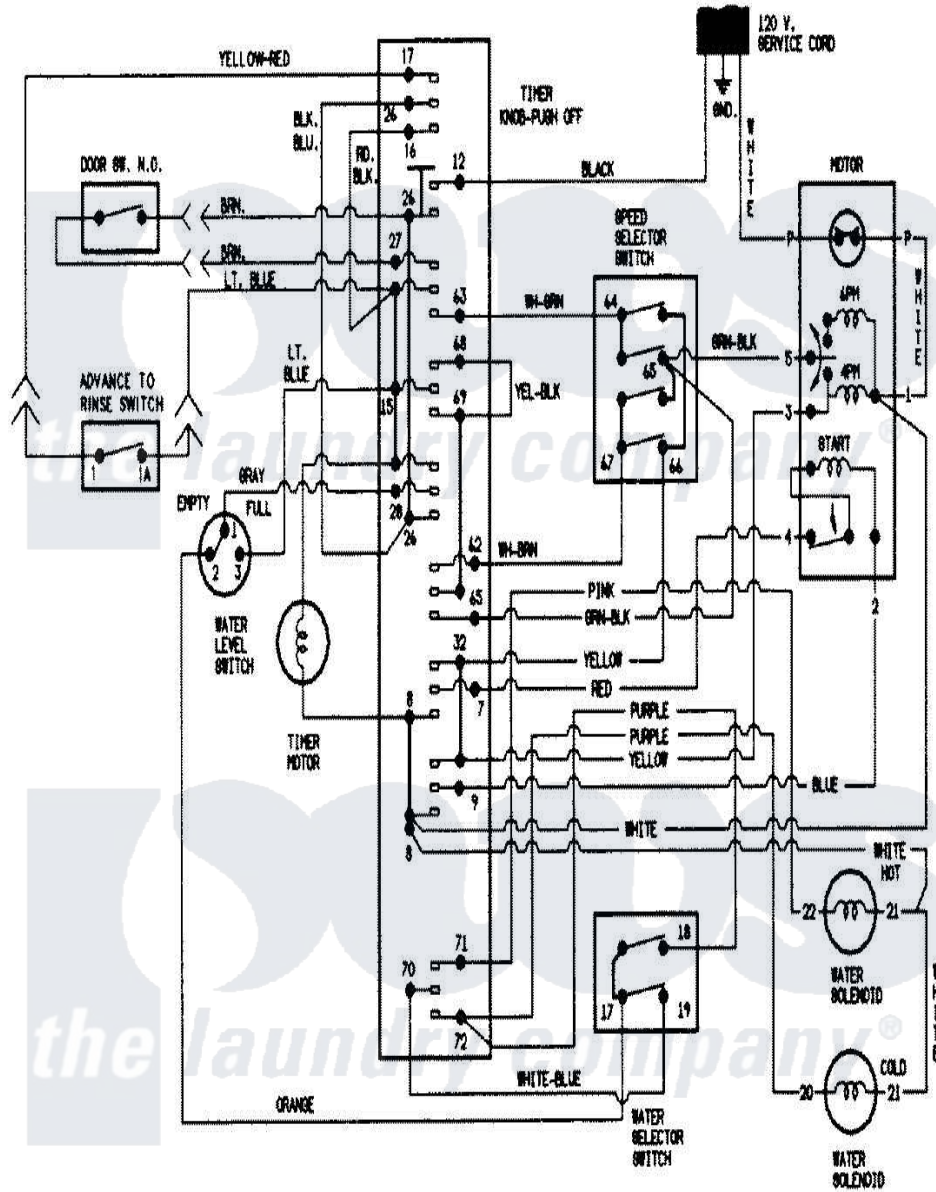 120 V.
SERVICE CORD
YELLOW-RED
17
TIMER
KNOB-PUSH OFF
GND.
WHITE
BLK.
BLU.
26
RD.
BLK.
16
12
BLACK
MOTOR
DOOR SW. N.O.
BRN.
26
SPEED
SELECTOR
SWITCH
P
P
BRN.
27
WHITE
LT. BLUE
63
WH-BRN
64
6PM
68
BRN-BLK
5
LT.
BLUE
65
4PM
ADVANCE TO
RINSE SWITCH
YEL-BLK
15
69
3
1
the laundry company®
1
1A
67
66
START
GRAY
EMPTY
FULL
28
26
1
2
3
62
WH-BRN
4
PINK
65
BRN-BLK
2
WATER
LEVEL
SWITCH
32
YELLOW
RED
7
8
PURPLE
PURPLE
TIMER
MOTOR
YELLOW
BLUE
9
WHITE
8
WHITE
HOT
22
21
71
18
70
WATER
SOLENOID
17
19
72
the laundry company®
WHITE-BLUE
COLD
20
21
ORANGE
WATER
SELECTOR
SWITCH
WATER
SOLENOID